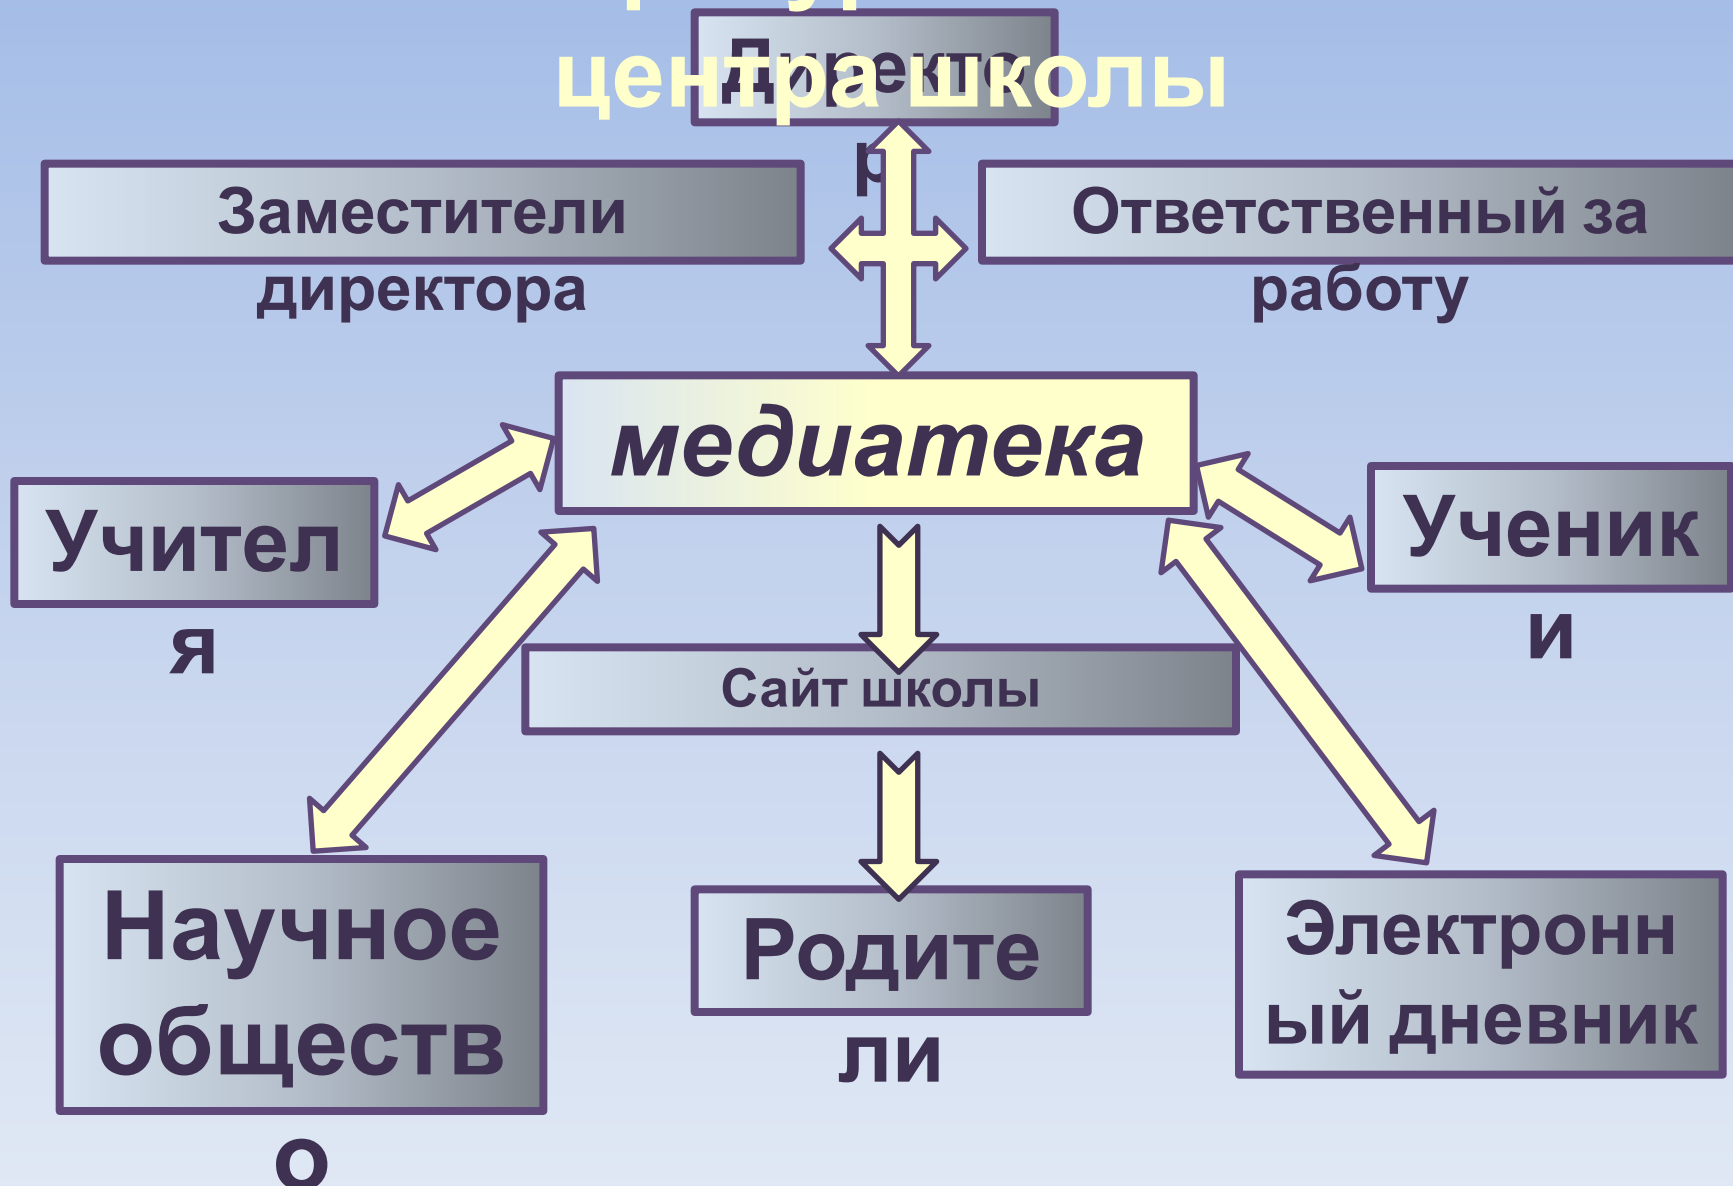 центра школы
Директо
р
Заместители
директора
Ответственный за
работу
медиатека
Учител
я
Ученик
и
Сайт школы
Научное
обществ
о
Родите
ли
Электронн
ый дневник